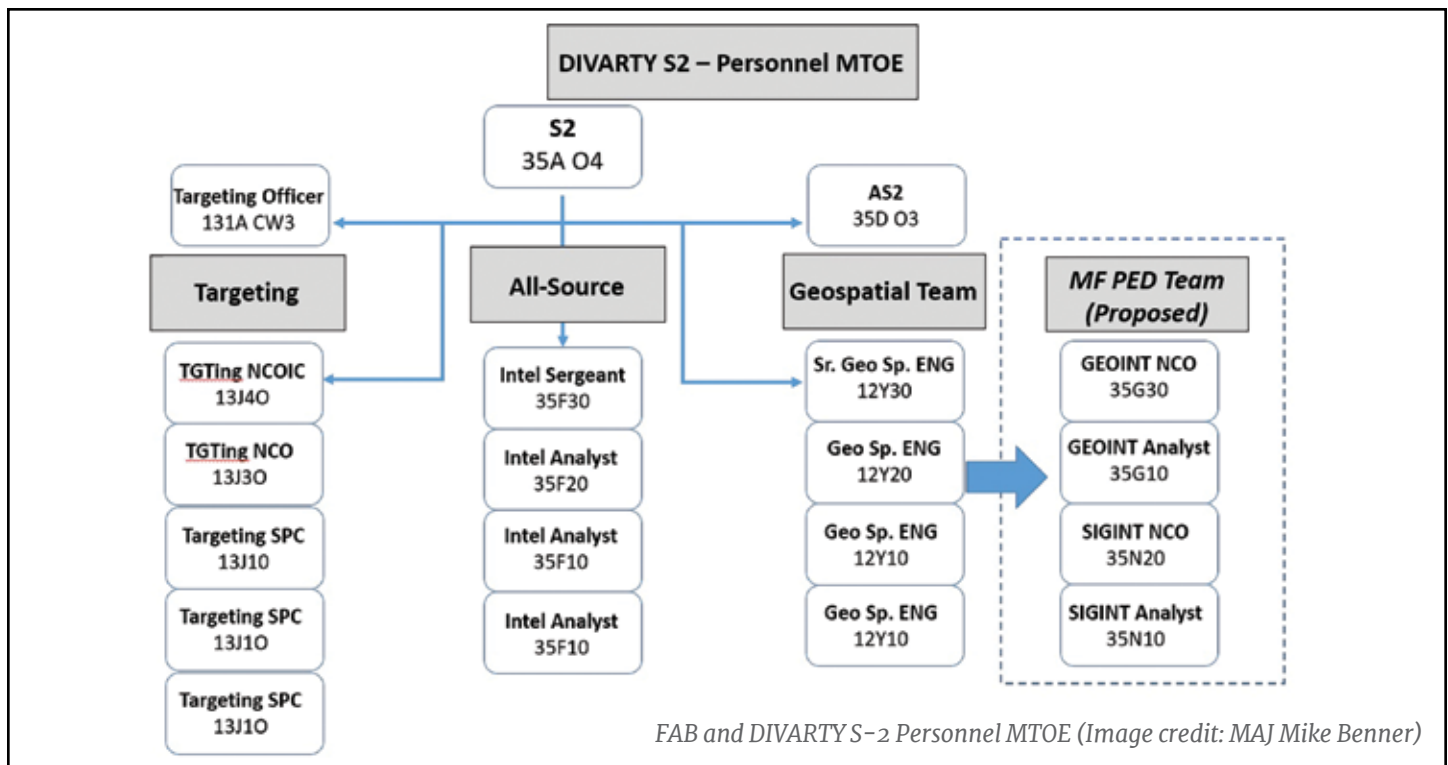 DIVARTY S2 – Personnel MTOE
S2
35A O4
Targeting Officer
131A CW3
AS2
35D O3
Targeting
TGTing NCOIC
13J4O
TGTing NCO
13J3O
Targeting SPC
13J10
Targeting SPC
13J1O
Targeting SPC
13J1O
All-Source
Intel Sergeant
35F30
Intel Analyst
35F20
Intel Analyst
35F10
Intel Analyst
35F10
Geospatial Team
Sr. Geo Sp. ENG
12Y30
Geo Sp. ENG
12Y20
Geo Sp. ENG
12Y10
Geo Sp. ENG
12Y10
MF PED Team
(Proposed)
GEOINT NCO
35G30
GEOINT Analyst
35G10
SIGINT NCO
35N20
SIGINT Analyst
35N10
FAB and DIVARTY S-2 Personnel MTOE (Image credit: MAJ Mike Benner)